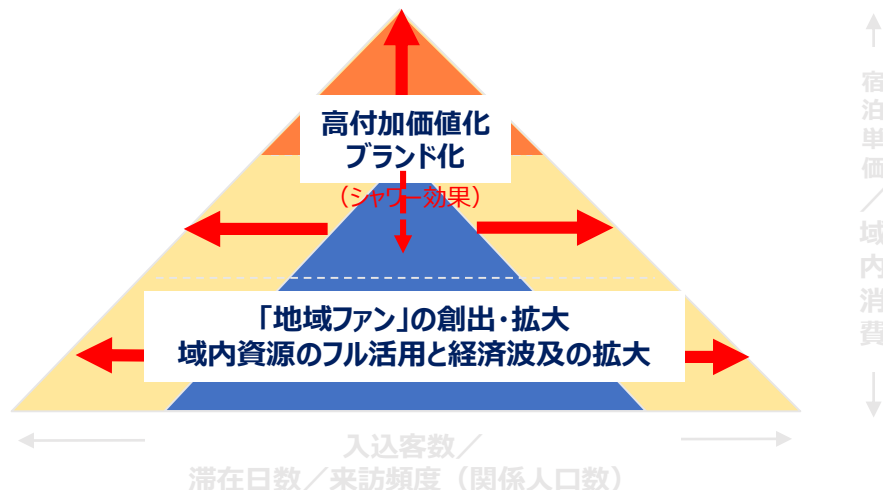 高付加価値化
ブランド化
（シャワー効果）
「地域ファン」の創出・拡大
域内資源のフル活用と経済波及の拡大
宿泊単価／域内消費
入込客数／
滞在日数／来訪頻度（関係人口数）